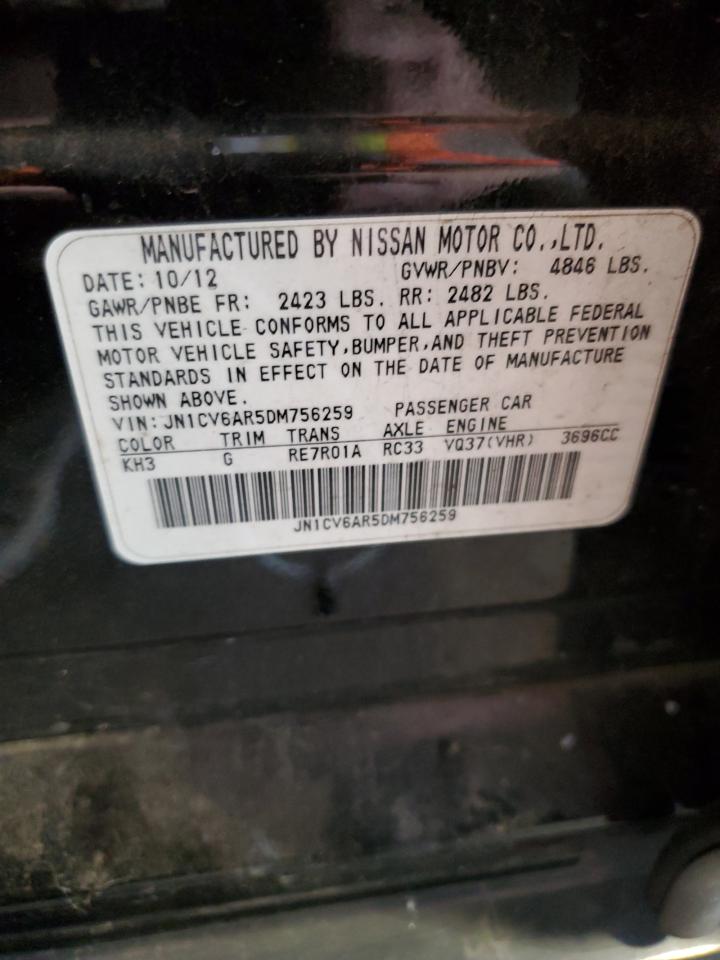 MANUFACTURED BY NISSAN MOTOR CO.,LTD.
DATE: 10/12 GVWR/PNBV: 4846 LBS.
GAWR/PNBE FR: 2423 LBS. RR: 2482 LBS.
THIS VEHICLE CONFORMS TO ALL APPLICABLE FEDERAL
MOTOR VEHICLE SAFETY,BUMPER,AND THEFT PREVENTION
STANDARDS IN EFFECT ON THE DATE OF MANUFACTURE
SHOWN ABOVE.
VIN: JN1CV6AR5DM756259 PASSENGER CAR
COLOR TRIM TRANS AXLE ENGINE
KH3 G RE7R01A RC33 VQ37(VHR) 3696CC
JN1CV6AR5DM756259